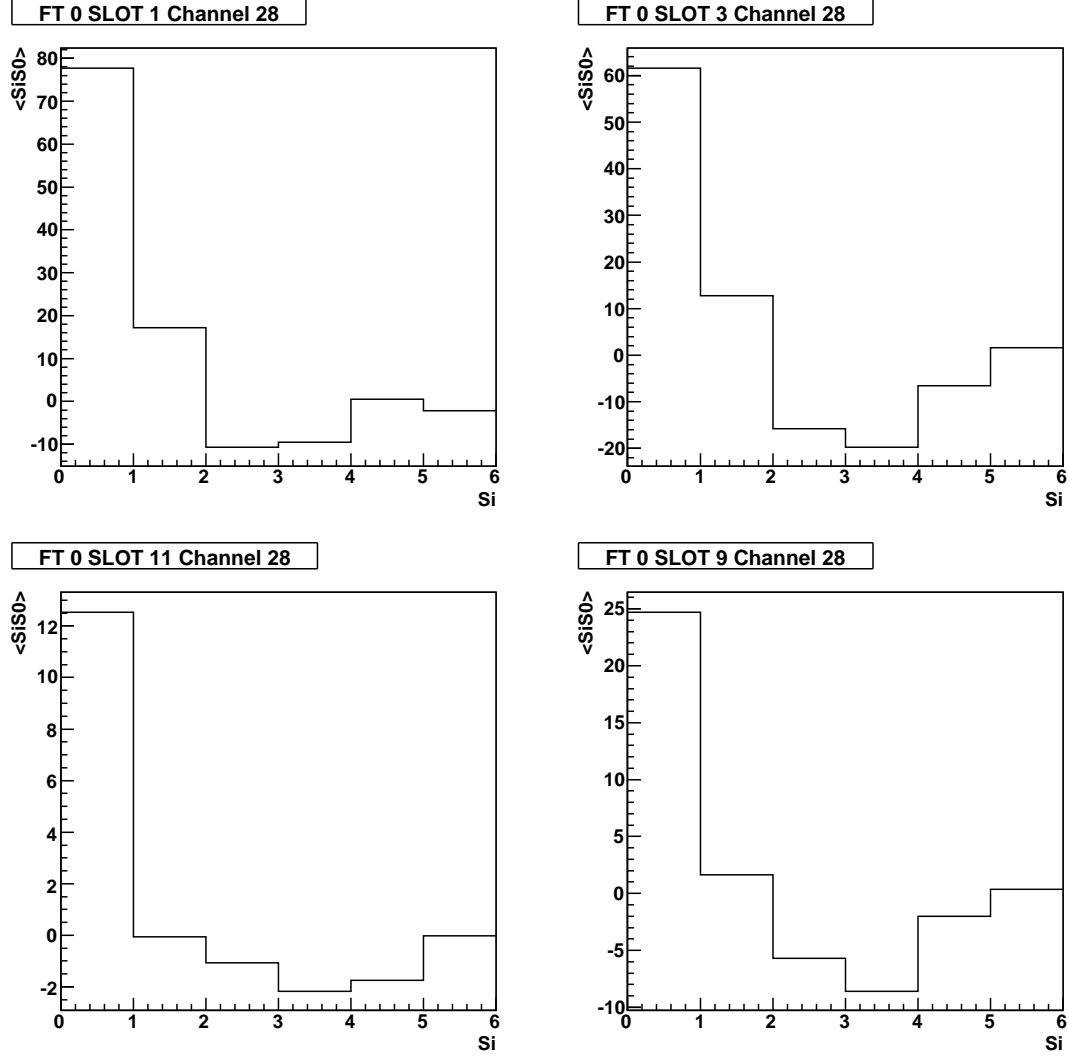 FT 0 SLOT 1 Channel 28
<SiS0>
80
70
60
50
40
30
20
10
0
-10
0 1 2 3 4 5 6
Si
FT 0 SLOT 3 Channel 28
<SiS0>
60
50
40
30
20
10
0
-10
-20
0 1 2 3 4 5 6
Si
FT 0 SLOT 11 Channel 28
<SiS0>
12
10
8
6
4
2
0
-2
0 1 2 3 4 5 6
Si
FT 0 SLOT 9 Channel 28
<SiS0>
25
20
15
10
5
0
-5
-10
0 1 2 3 4 5 6
Si